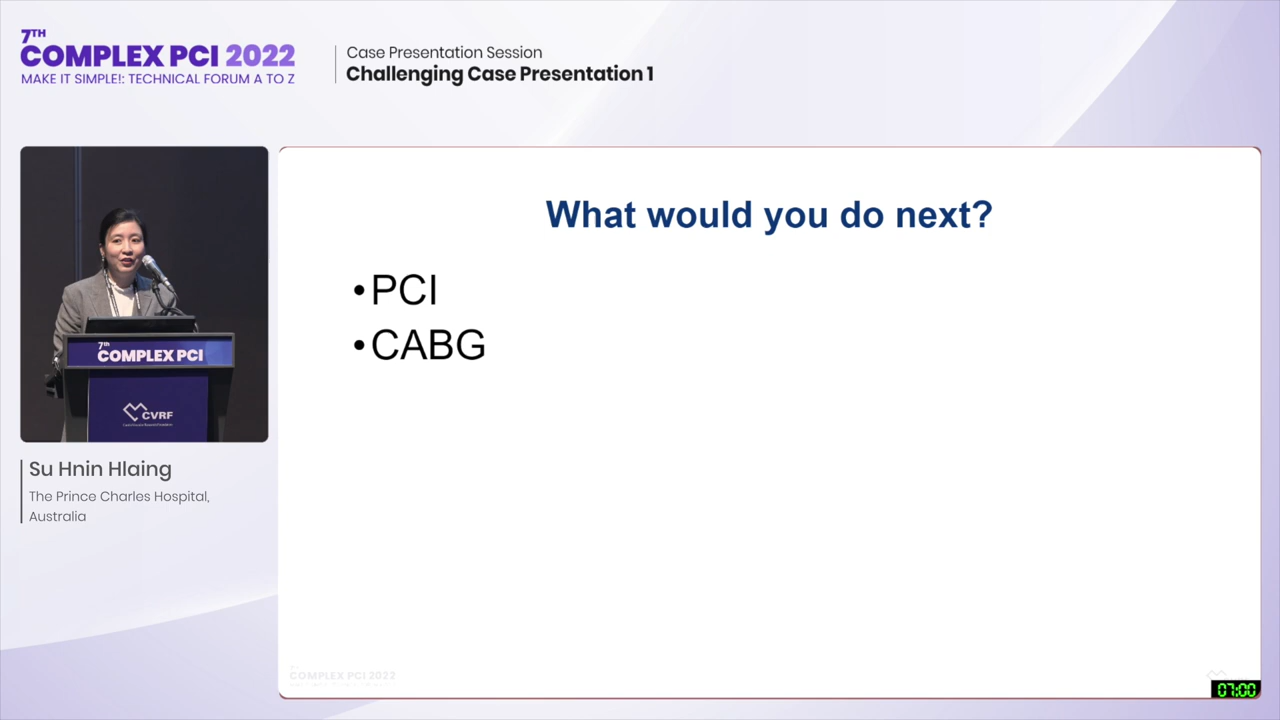 7TH
COMPLEX PCI 2022
MAKE IT SIMPLE!: TECHNICAL FORUM A TO Z
Case Presentation Session
Challenging Case Presentation 1
7th
COMPLEX PCI
CVRF
Su Hnin Hlaing
The Prince Charles Hospital,
Australia
What would you do next?
•PCI
•CABG
COMPLEX PCI 2022
07:00